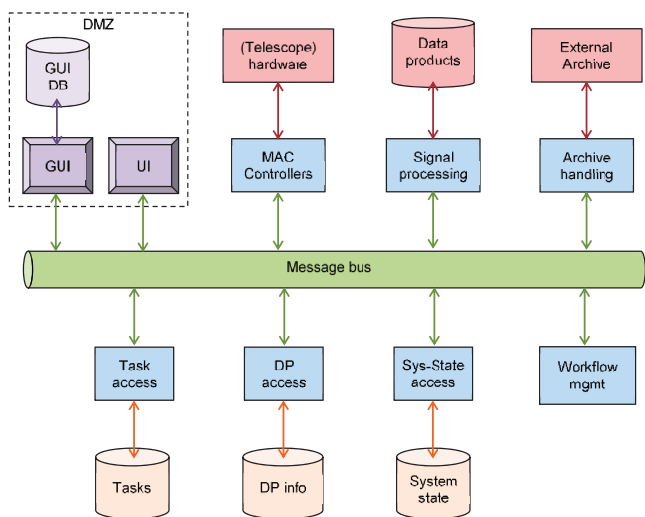 DMZ
GUI
DB
GUI
UI
(Telescope)
hardware
Data
products
External
Archive
MAC
Controllers
Signal
processing
Archive
handling
Message bus
Task
access
DP
access
Sys-State
access
Workflow
mgmt
Tasks
DP info
System
state